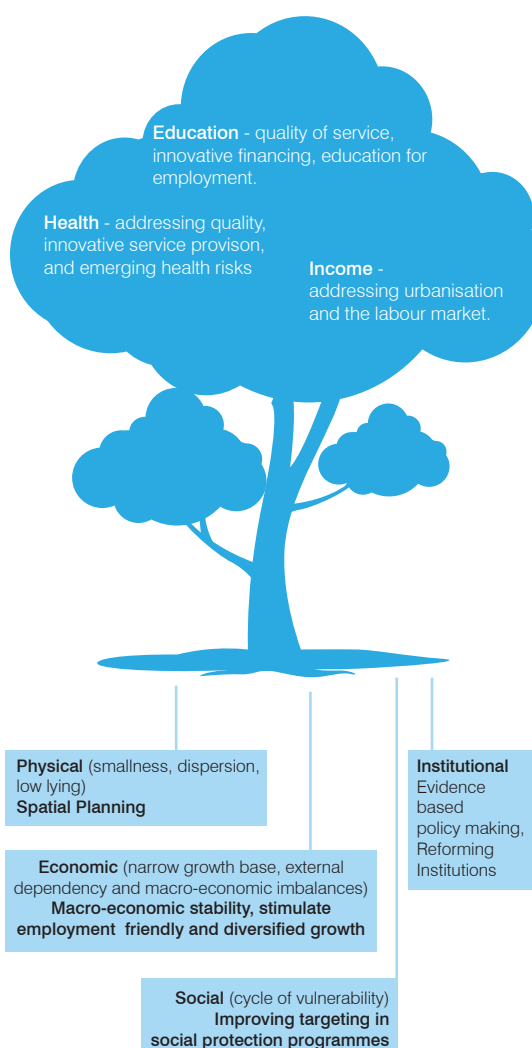 Education - quality of service,
innovative financing, education for
employment.
Health - addressing quality,
innovative service provison,
and emerging health risks
Income -
addressing urbanisation
and the labour market.
Physical (smallness, dispersion,
low lying)
Spatial Planning
Institutional
Evidence
based
policy making,
Reforming
Institutions
Economic (narrow growth base, external
dependency and macro-economic imbalances)
Macro-economic stability, stimulate
employment friendly and diversified growth
Social (cycle of vulnerability)
Improving targeting in
social protection programmes